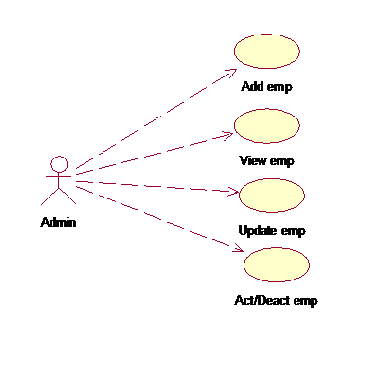 Add emp
View emp
Admin
Update emp
Act/Deact emp